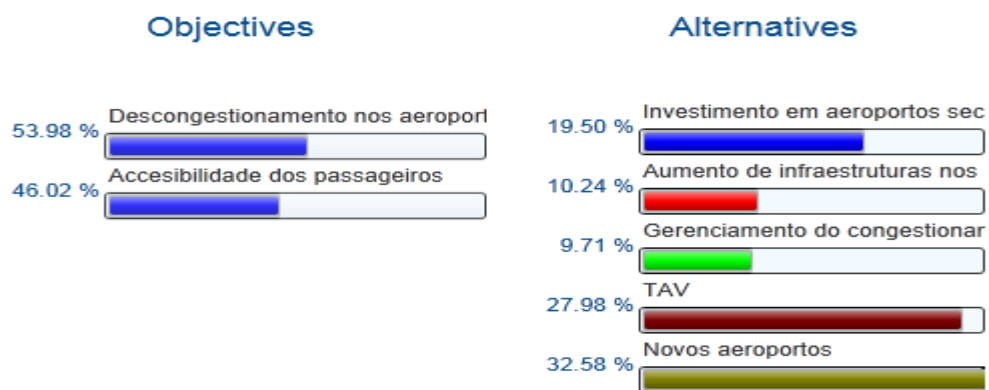 Objectives
Alternatives
53.98 %
Descongestionamento nos aeroport
46.02 %
Accesibilidade dos passageiros
19.50 %
Investimento em aeroportos sec
10.24 %
Aumento de infraestruturas nos
9.71 %
Gerenciamento do congestionar
27.98 %
TAV
32.58 %
Novos aeroportos